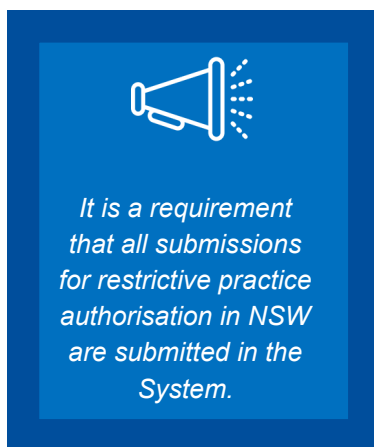 It is a requirement
that all submissions
for restrictive practice
authorisation in NSW
are submitted in the
System.